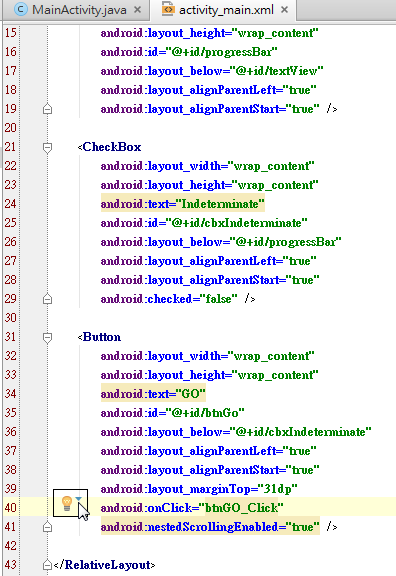 MainActivity.java × activity_main.xml ×
15 android:layout_height="wrap_content"
16 android:id="@+id/progressBar"
17 android:layout_below="@+id/textView"
18 android:layout_alignParentLeft="true"
19 android:layout_alignParentStart="true" />
20
21 <CheckBox
22 android:layout_width="wrap_content"
23 android:layout_height="wrap_content"
24 android:text="Indeterminate"
25 android:id="@+id/cbxIndeterminate"
26 android:layout_below="@+id/progressBar"
27 android:layout_alignParentLeft="true"
28 android:layout_alignParentStart="true"
29 android:checked="false" />
30
31 <Button
32 android:layout_width="wrap_content"
33 android:layout_height="wrap_content"
34 android:text="GO"
35 android:id="@+id/btnGo"
36 android:layout_below="@+id/cbxIndeterminate"
37 android:layout_alignParentLeft="true"
38 android:layout_alignParentStart="true"
39 android:layout_marginTop="31dp"
40 android:onClick="btnGO_Click"
41 android:nestedScrollingEnabled="true" />
42
43 </RelativeLayout>